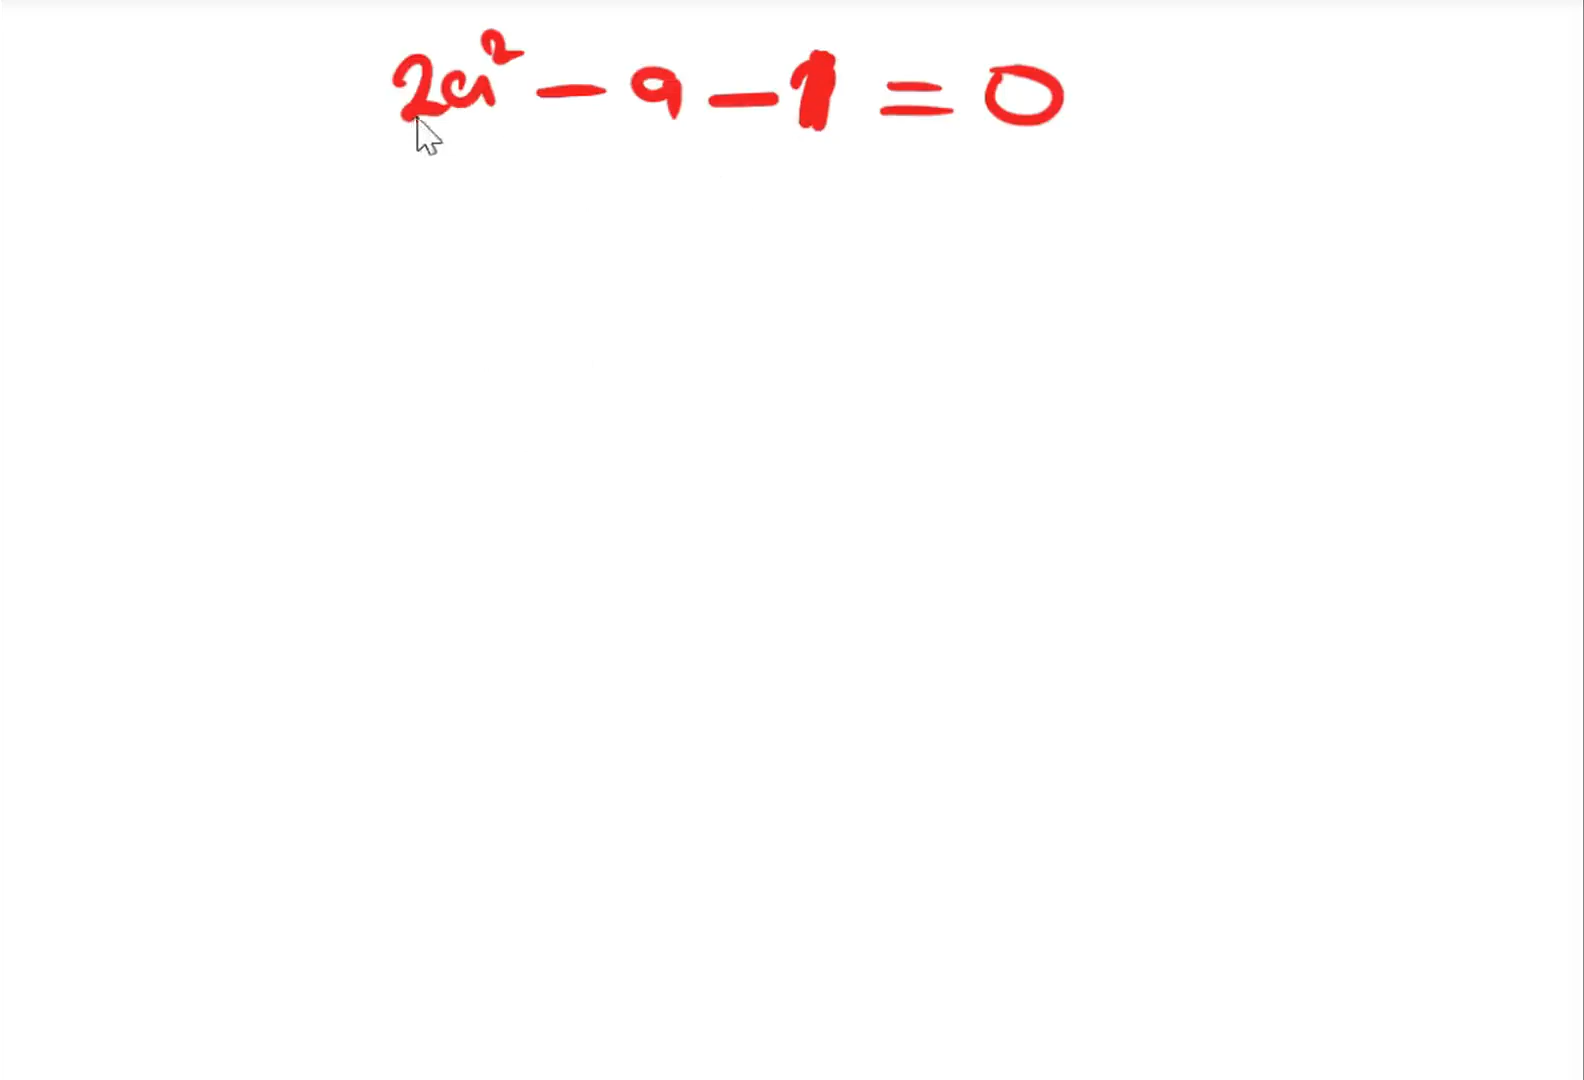 2a² - a - 1 = 0